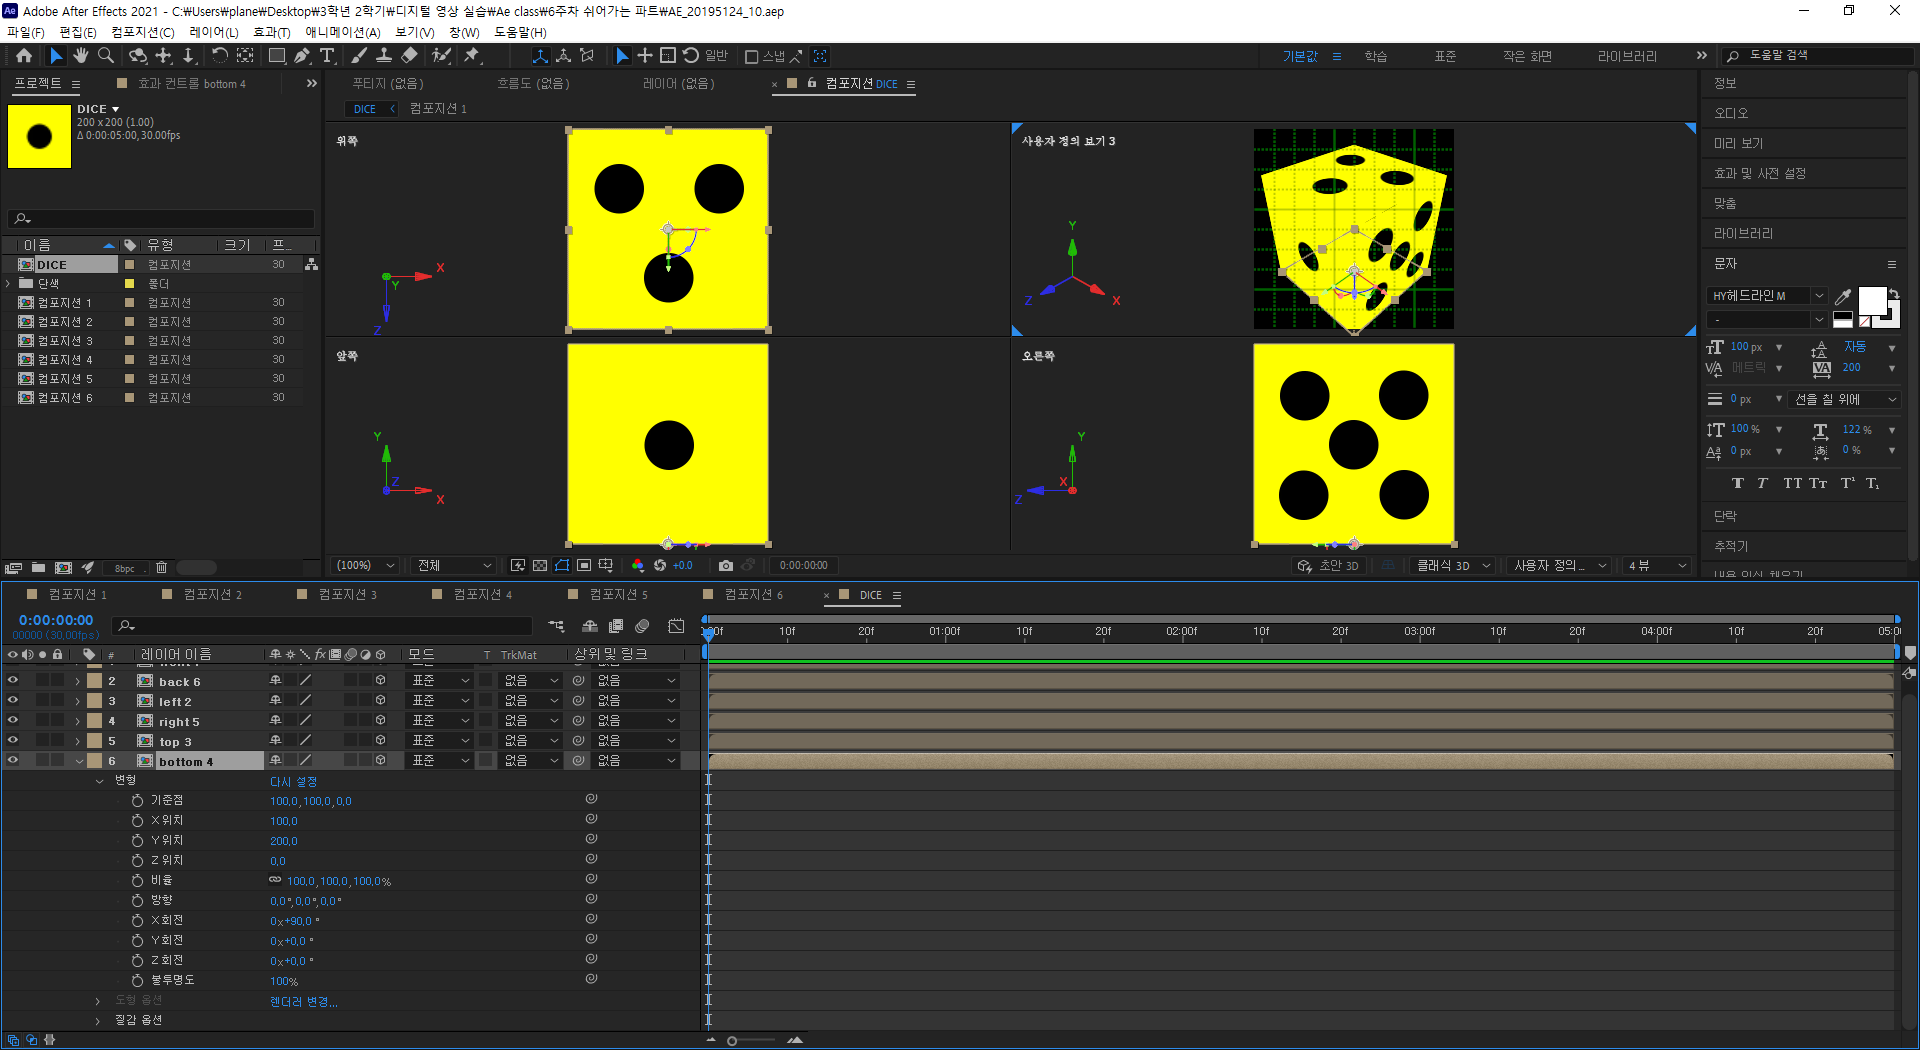 Adobe After Effects 2021 - C:₩Users₩plane₩Desktop₩3학년 2학기₩디지털 영상 실습₩Ae class₩6주차 쉬어가는 파트₩AE_20195124_10.aep
파일(F) 편집(E) 컴포지션(C) 레이어(L) 효과(T) 애니메이션(A) 보기(V) 창(W) 도움말(H)
일반 스냅 기본값 학습 표준 작은 화면 라이브러리 도움말 검색
프로젝트 효과 컨트롤 bottom 4
푸티지 (없음) 흐름도 (없음) 레이어 (없음) 컴포지션 DICE
DICE 컴포지션 1
DICE
200 x 200 (1.00)
Δ 0:00:05:00, 30.00fps
이름 유형 크기 프...
DICE 컴포지션 30
단색 폴더
컴포지션 1 컴포지션 30
컴포지션 2 컴포지션 30
컴포지션 3 컴포지션 30
컴포지션 4 컴포지션 30
컴포지션 5 컴포지션 30
컴포지션 6 컴포지션 30
8bpc
위쪽
X
Y
Z
사용자 정의 보기 3
Y
Z
X
앞쪽
Y
Z
X
오른쪽
Y
X
Z
(100%) 전체 +0.0 0:00:00:00 초안 3D 클래식 3D 사용자 정의... 4 뷰
정보
오디오
미리 보기
효과 및 사전 설정
맞춤
라이브러리
문자
HY헤드라인M
-
100 px 자동
메트릭 200
0 px 선을 칠 위에
100 % 122 %
0 px 0 %
T T TT Tт T¹ T₁
단락
추적기
컴포지션 1 컴포지션 2 컴포지션 3 컴포지션 4 컴포지션 5 컴포지션 6 DICE
0:00:00:00
00000 (30.00fps)
:00f 10f 20f 01:00f 10f 20f 02:00f 10f 20f 03:00f 10f 20f 04:00f 10f 20f 05:0
# 레이어 이름 fx 모드 T TrkMat 상위 및 링크
2 back 6 표준 없음 없음
3 left 2 표준 없음 없음
4 right 5 표준 없음 없음
5 top 3 표준 없음 없음
6 bottom 4 표준 없음 없음
변형 다시 설정
기준점 100.0,100.0,0.0
X 위치 100.0
Y 위치 200.0
Z 위치 0.0
비율 100.0,100.0,100.0%
방향 0.0°,0.0°,0.0°
X 회전 0x+90.0°
Y 회전 0x+0.0°
Z 회전 0x+0.0°
불투명도 100%
도형 옵션 렌더러 변경...
질감 옵션